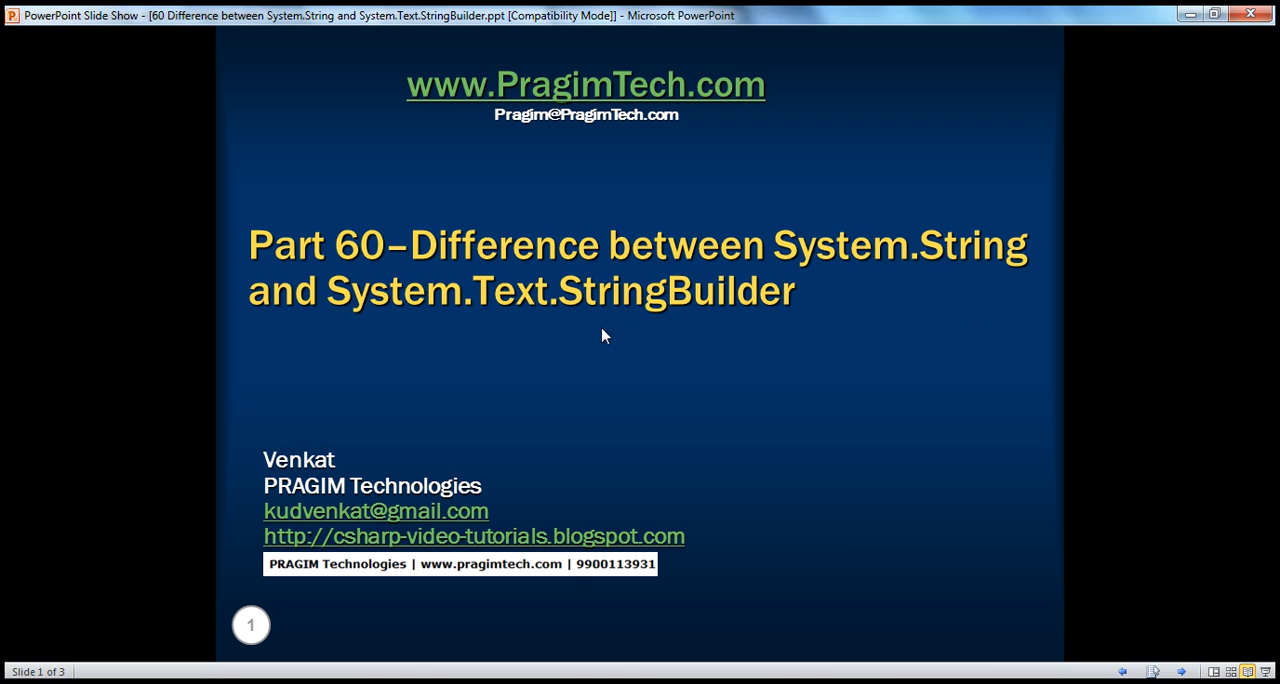 PowerPoint Slide Show - [60 Difference between System.String and System.Text.StringBuilder.ppt [Compatibility Mode]] - Microsoft PowerPoint
www.PragimTech.com
Pragim@PragimTech.com
Part 60–Difference between System.String
and System.Text.StringBuilder
Venkat
PRAGIM Technologies
kudvenkat@gmail.com
http://csharp-video-tutorials.blogspot.com
PRAGIM Technologies | www.pragimtech.com | 9900113931
1
Slide 1 of 3